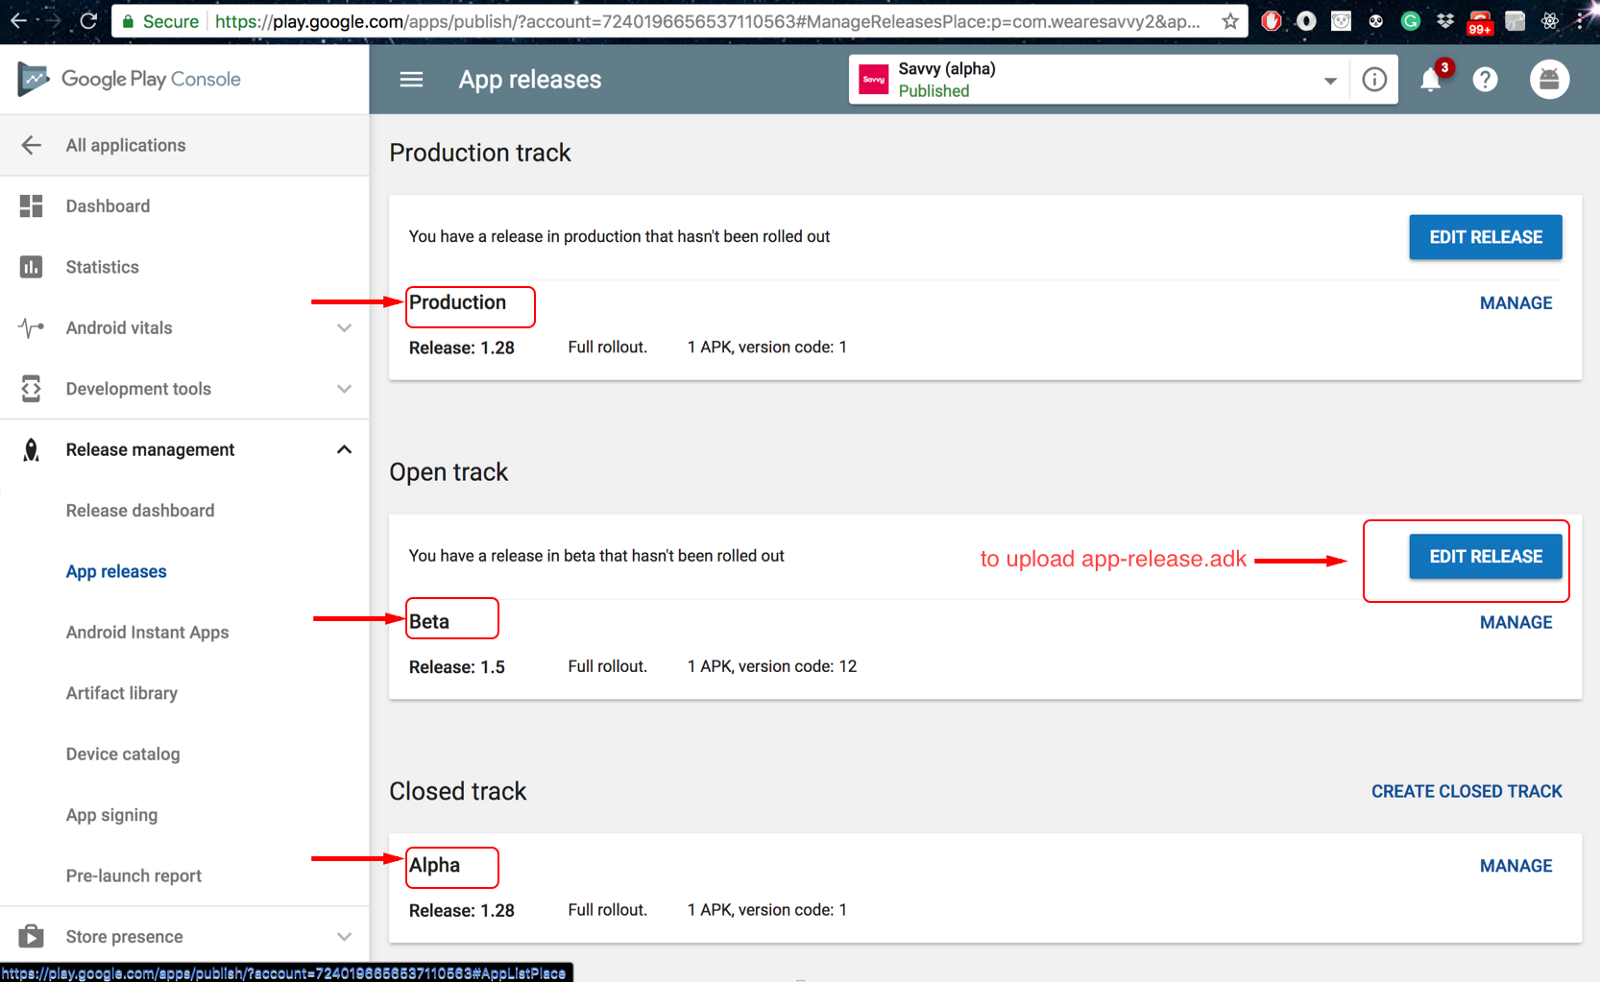 Secure https://play.google.com/apps/publish/?account=7240196656537110563#ManageReleasesPlace:p=com.wearesavvy2&ap...
99+
Google Play Console
App releases
Savvy
Savvy (alpha)
Published
3
All applications
Dashboard
Statistics
Android vitals
Development tools
Release management
Release dashboard
App releases
Android Instant Apps
Artifact library
Device catalog
App signing
Pre-launch report
Store presence
Production track
You have a release in production that hasn't been rolled out
EDIT RELEASE
Production
MANAGE
Release: 1.28 Full rollout. 1 APK, version code: 1
Open track
You have a release in beta that hasn't been rolled out
to upload app-release.adk
EDIT RELEASE
Beta
MANAGE
Release: 1.5 Full rollout. 1 APK, version code: 12
Closed track
CREATE CLOSED TRACK
Alpha
MANAGE
Release: 1.28 Full rollout. 1 APK, version code: 1
https://play.google.com/apps/publish/?account=7240196656537110563#AppListPlace